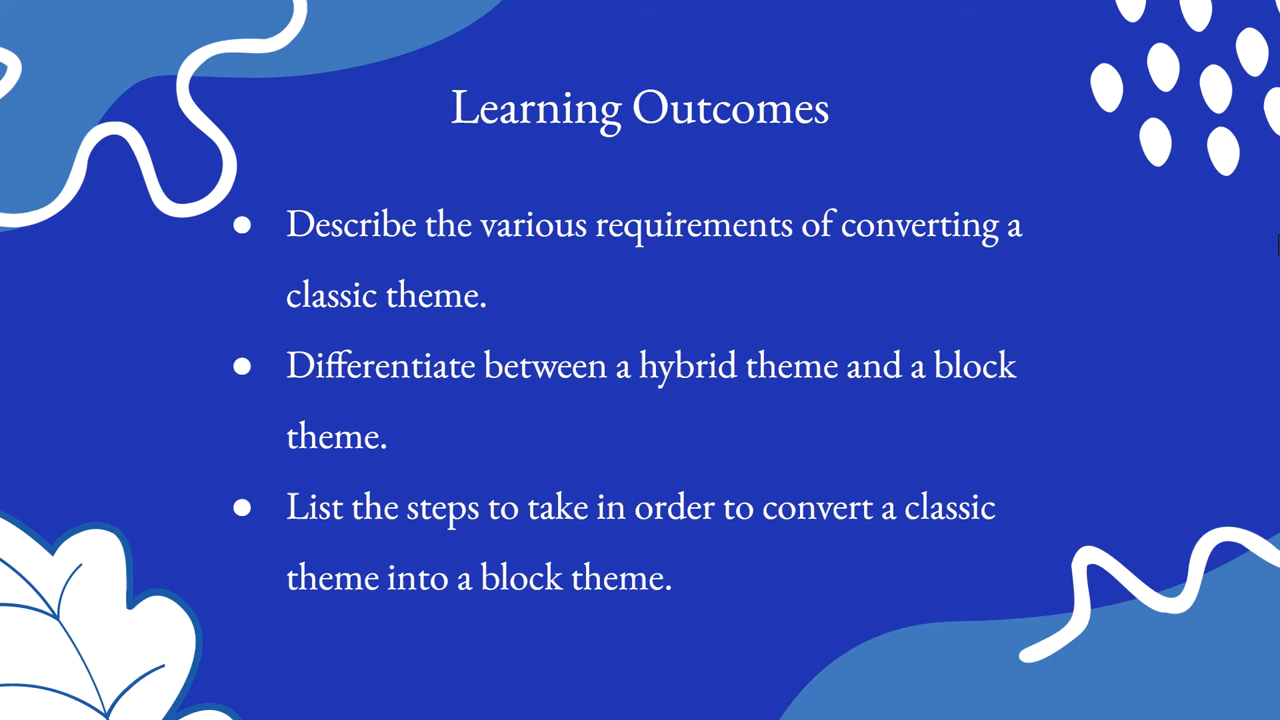 Learning Outcomes
● Describe the various requirements of converting a
classic theme.
● Differentiate between a hybrid theme and a block
theme.
● List the steps to take in order to convert a classic
theme into a block theme.